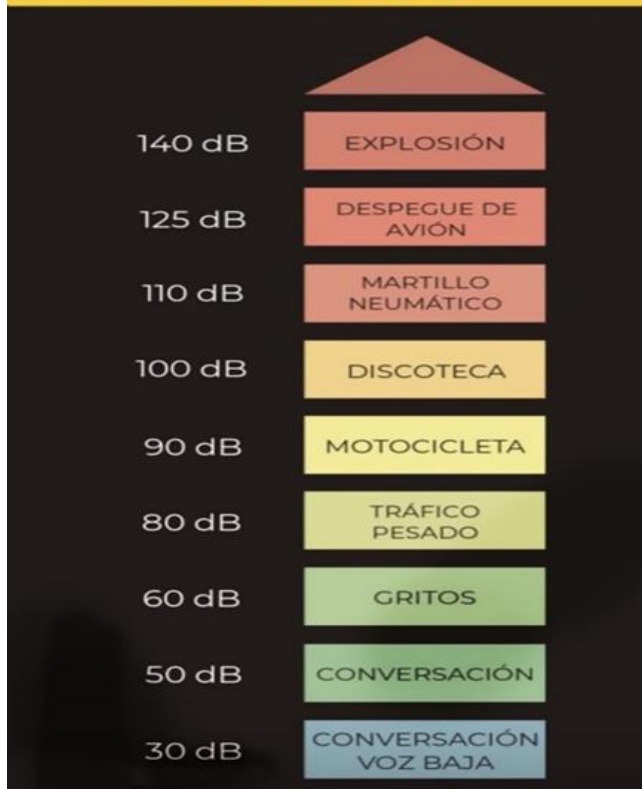 140 dB EXPLOSIÓN
125 dB DESPEGUE DE
AVIÓN
110 dB MARTILLO
NEUMÁTICO
100 dB DISCOTECA
90 dB MOTOCICLETA
80 dB TRÁFICO
PESADO
60 dB GRITOS
50 dB CONVERSACIÓN
30 dB CONVERSACIÓN
VOZ BAJA